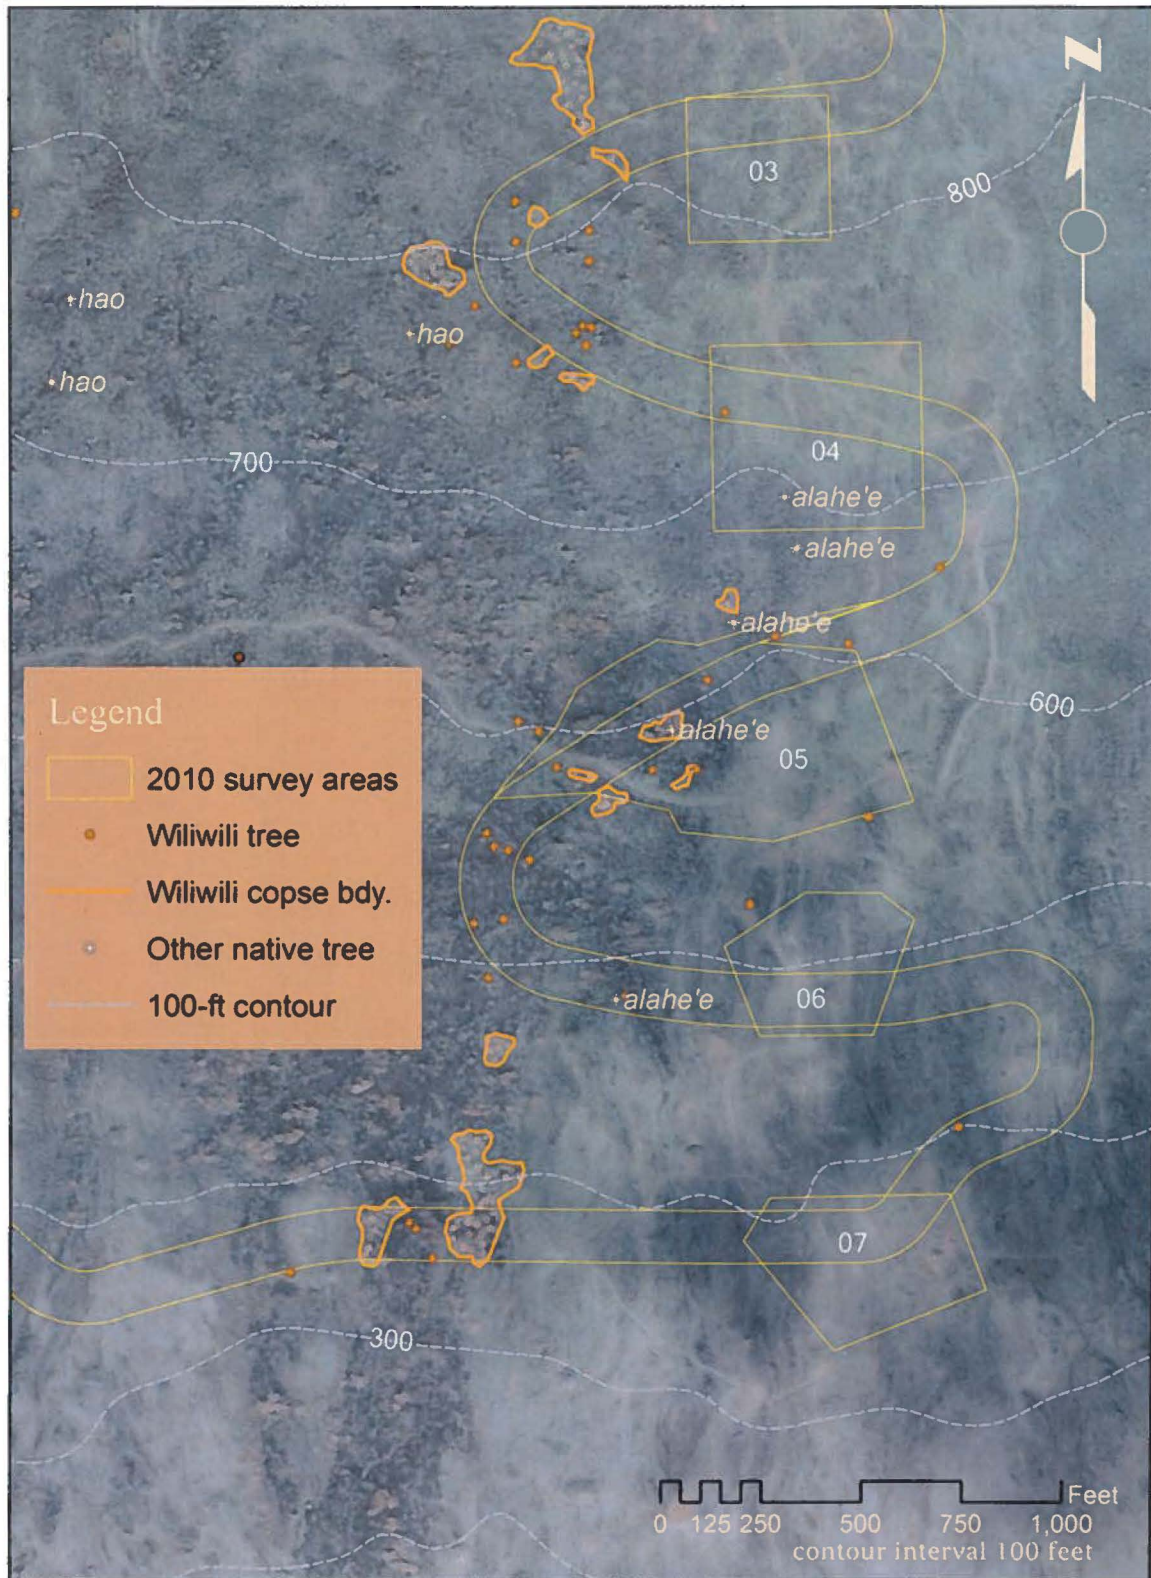 N
03
800
hao
hao
hao
04
700
alahe'e
alahe'e
alahe'e
600
alahe'e
05
Legend
2010 survey areas
Wiliwili tree
Wiliwili copse bdy.
Other native tree
100-ft contour
alahe'e
06
07
300
Feet
0 125 250 500 750 1,000
contour interval 100 feet